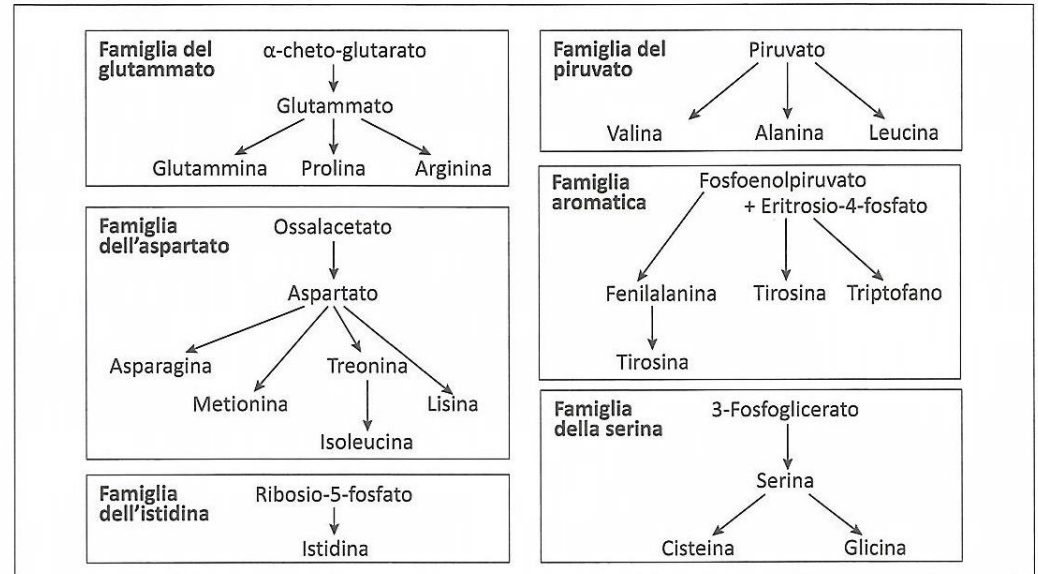 Famiglia del
glutammato
α-cheto-glutarato
Glutammato
Glutammina Prolina Arginina
Famiglia
dell'aspartato
Ossalacetato
Aspartato
Asparagina Treonina
Metionina Lisina
Isoleucina
Famiglia
dell'istidina
Ribosio-5-fosfato
Istidina
Famiglia del
piruvato
Piruvato
Valina Alanina Leucina
Famiglia
aromatica
Fosfoenolpiruvato
+ Eritrosio-4-fosfato
Fenilalanina Tirosina Triptofano
Tirosina
Famiglia
della serina
3-Fosfoglicerato
Serina
Cisteina Glicina